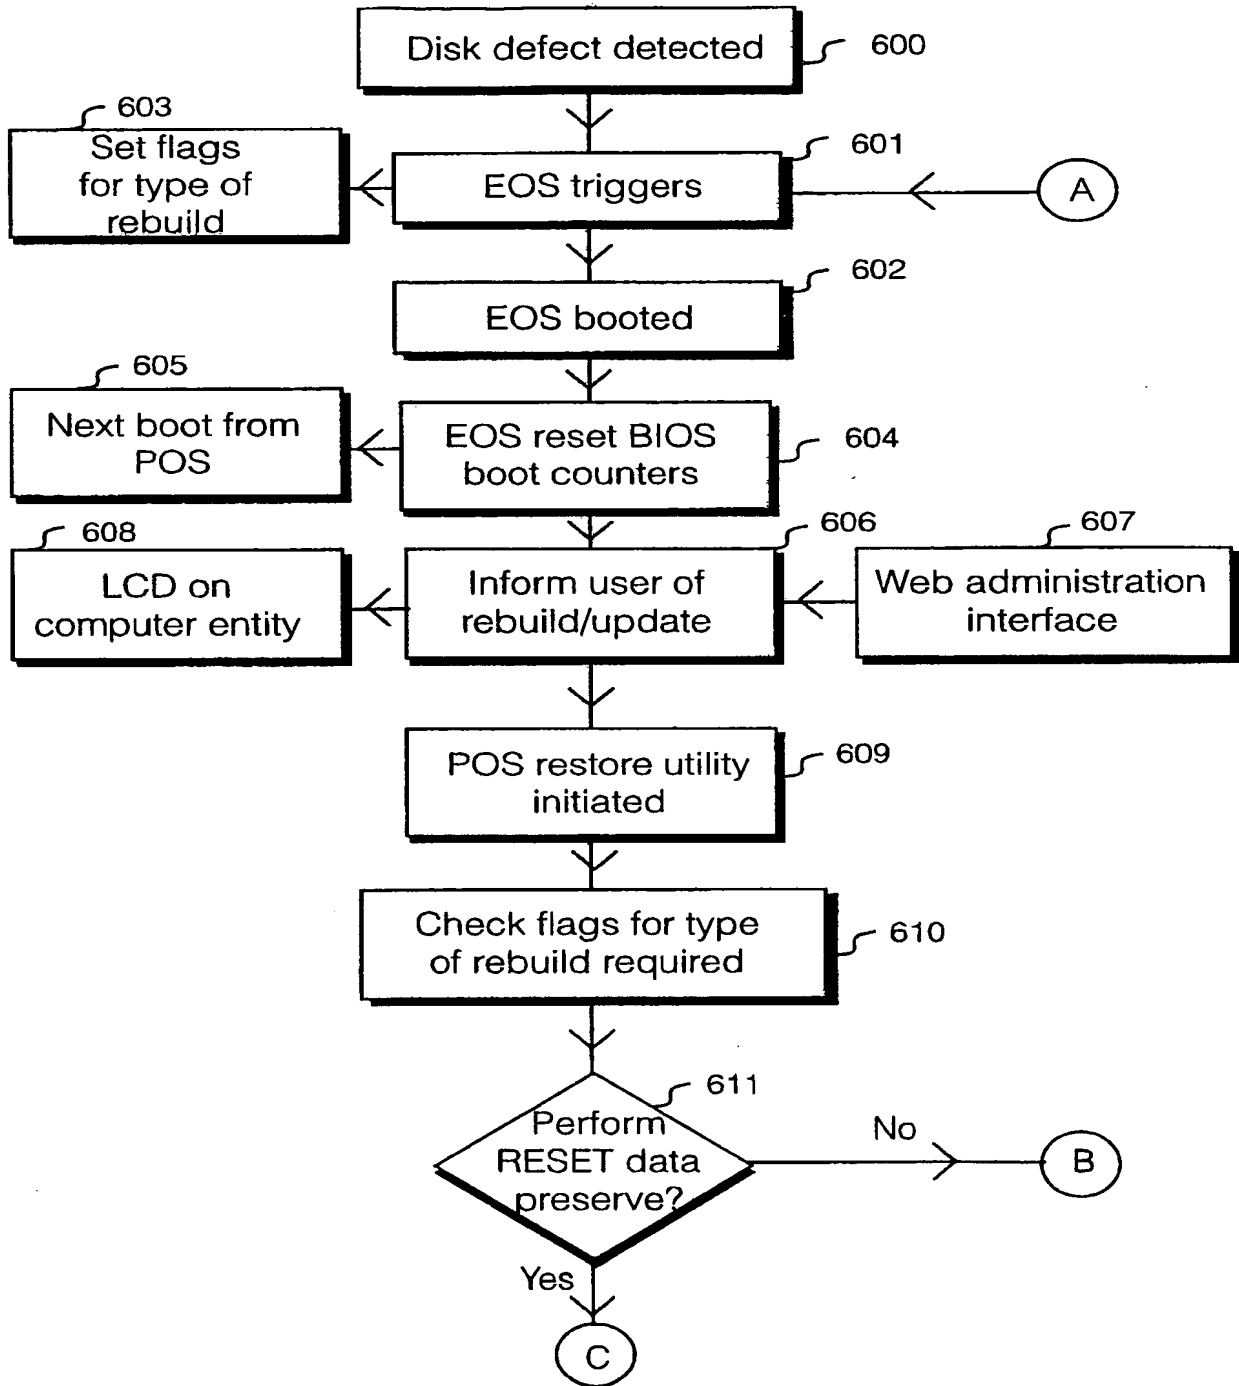 Disk defect detected
600
603
Set flags
for type of
rebuild
EOS triggers
601
A
EOS booted
602
605
Next boot from
POS
EOS reset BIOS
boot counters
604
608
LCD on
computer entity
Inform user of
rebuild/update
606
607
Web administration
interface
POS restore utility
initiated
609
Check flags for type
of rebuild required
610
611
Perform
RESET data
preserve?
No
B
Yes
C